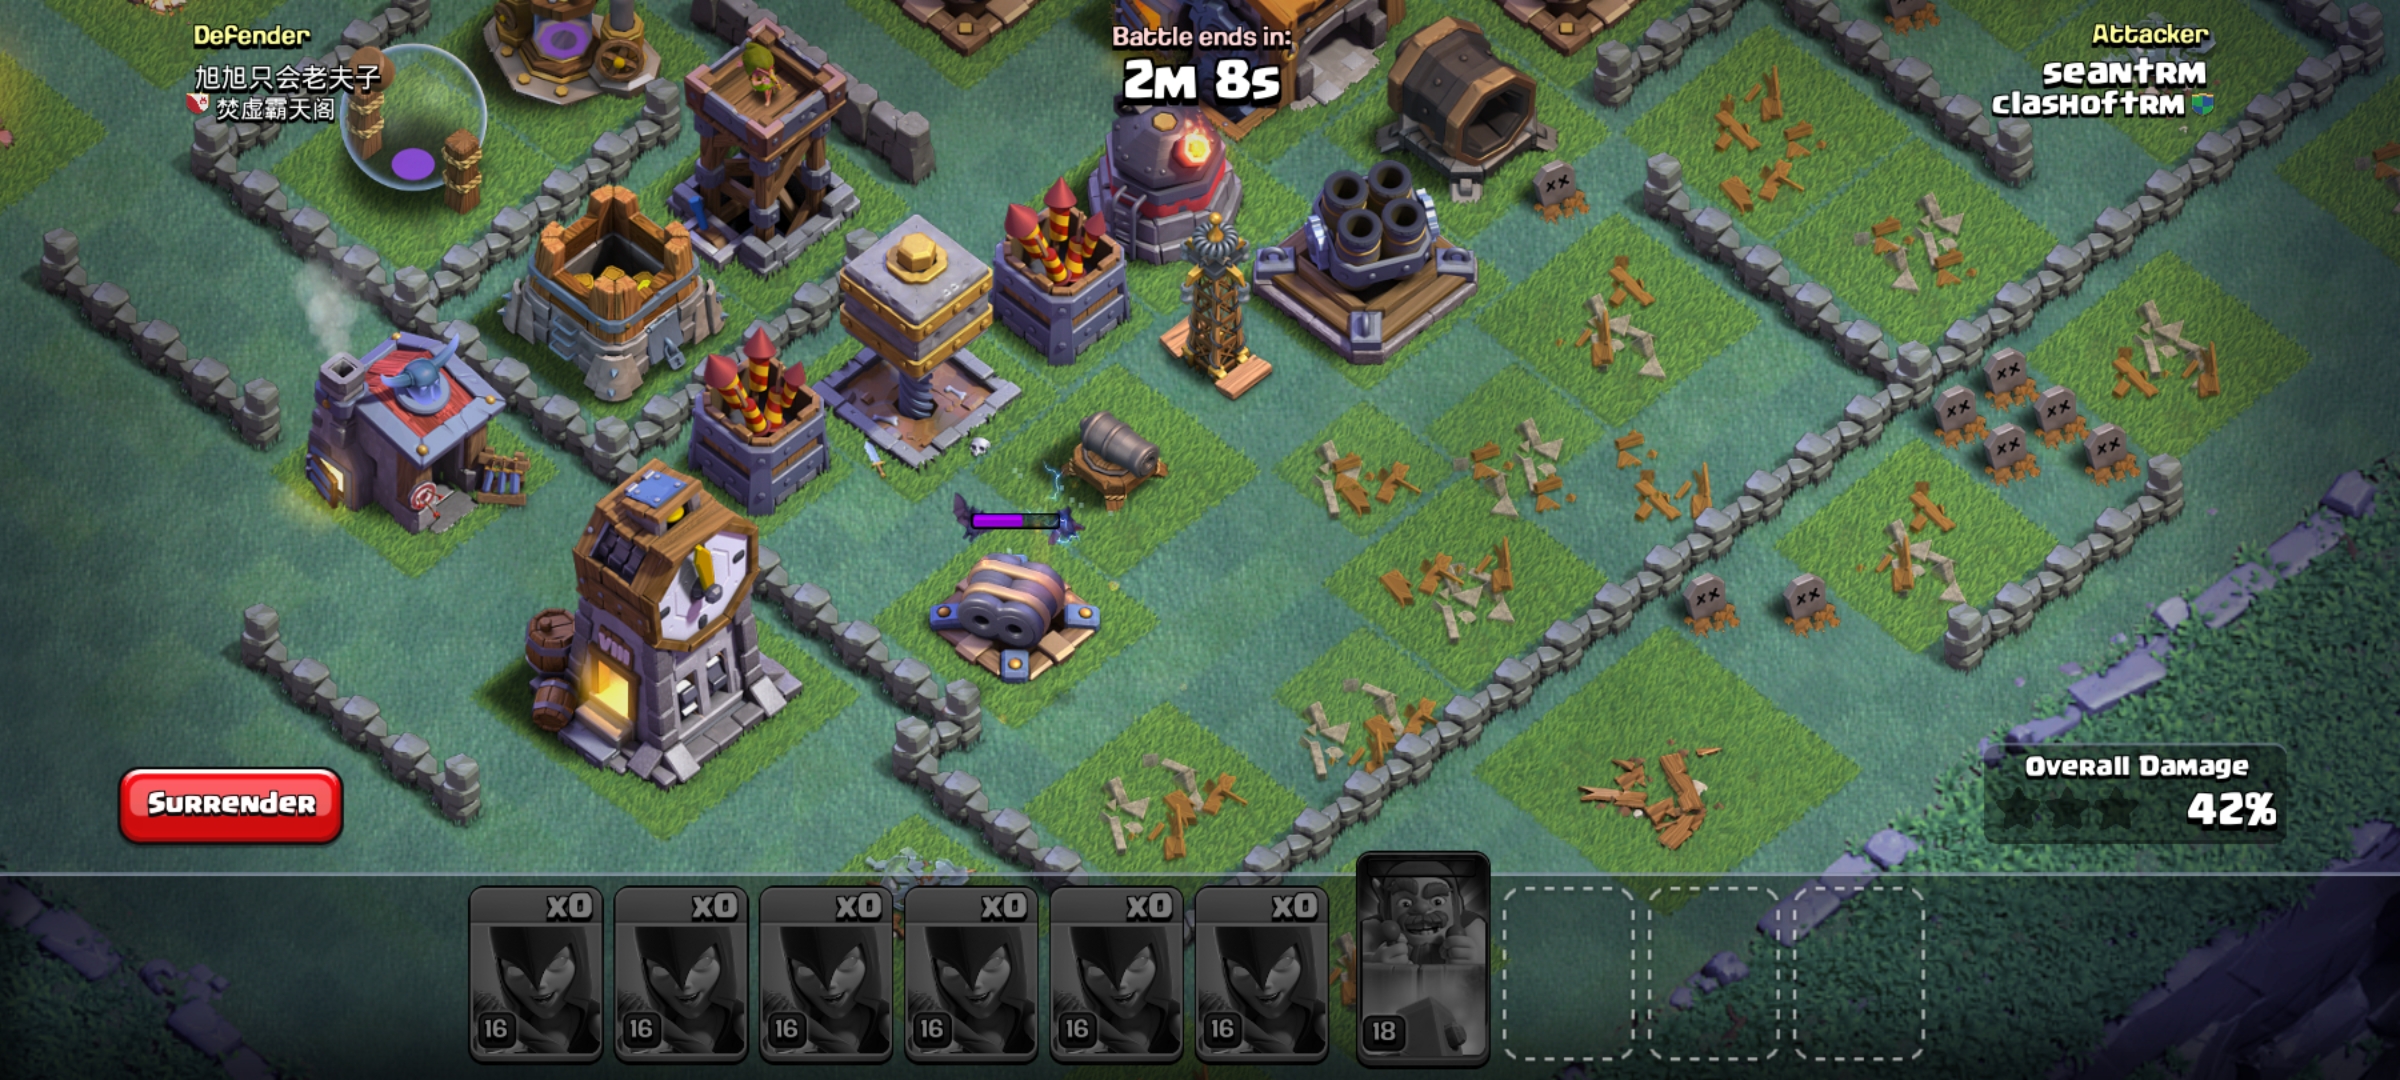 Defender
旭旭只会老夫子
焚虚霸天阁
Battle ends in:
2M 8S
Attacker
seantRM
clashoftRM
VIII
Surrender
Overall Damage
42%
x0 x0 x0 x0 x0 x0
16 16 16 16 16 16 18